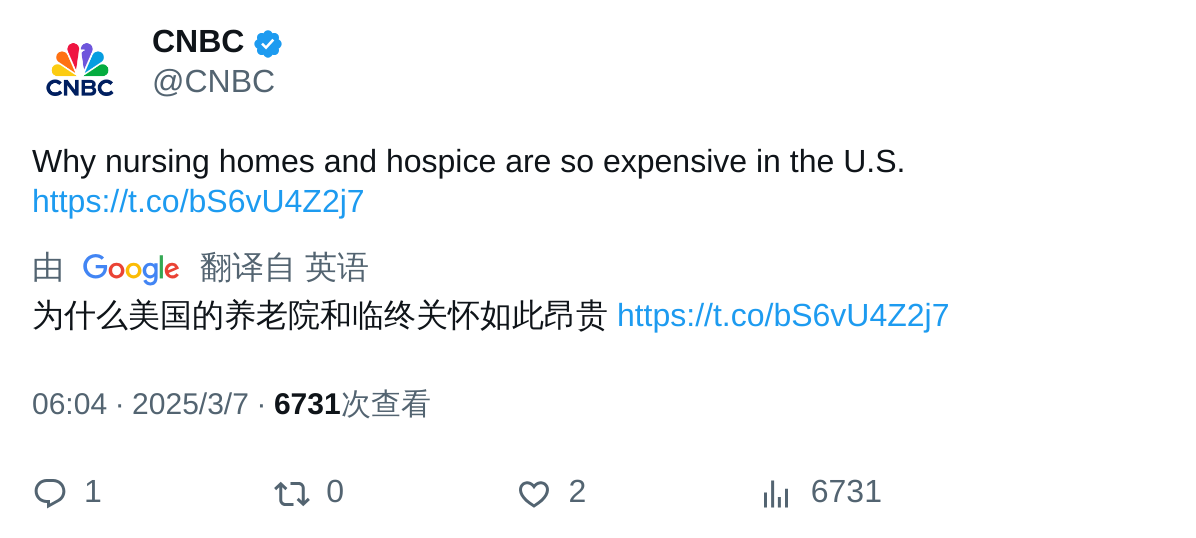 CNBC
CNBC
@CNBC
Why nursing homes and hospice are so expensive in the U.S.
https://t.co/bS6vU4Z2j7
由 Google 翻译自 英语
为什么美国的养老院和临终关怀如此昂贵 https://t.co/bS6vU4Z2j7
06:04 · 2025/3/7 · 6731次查看
1 0 2 6731